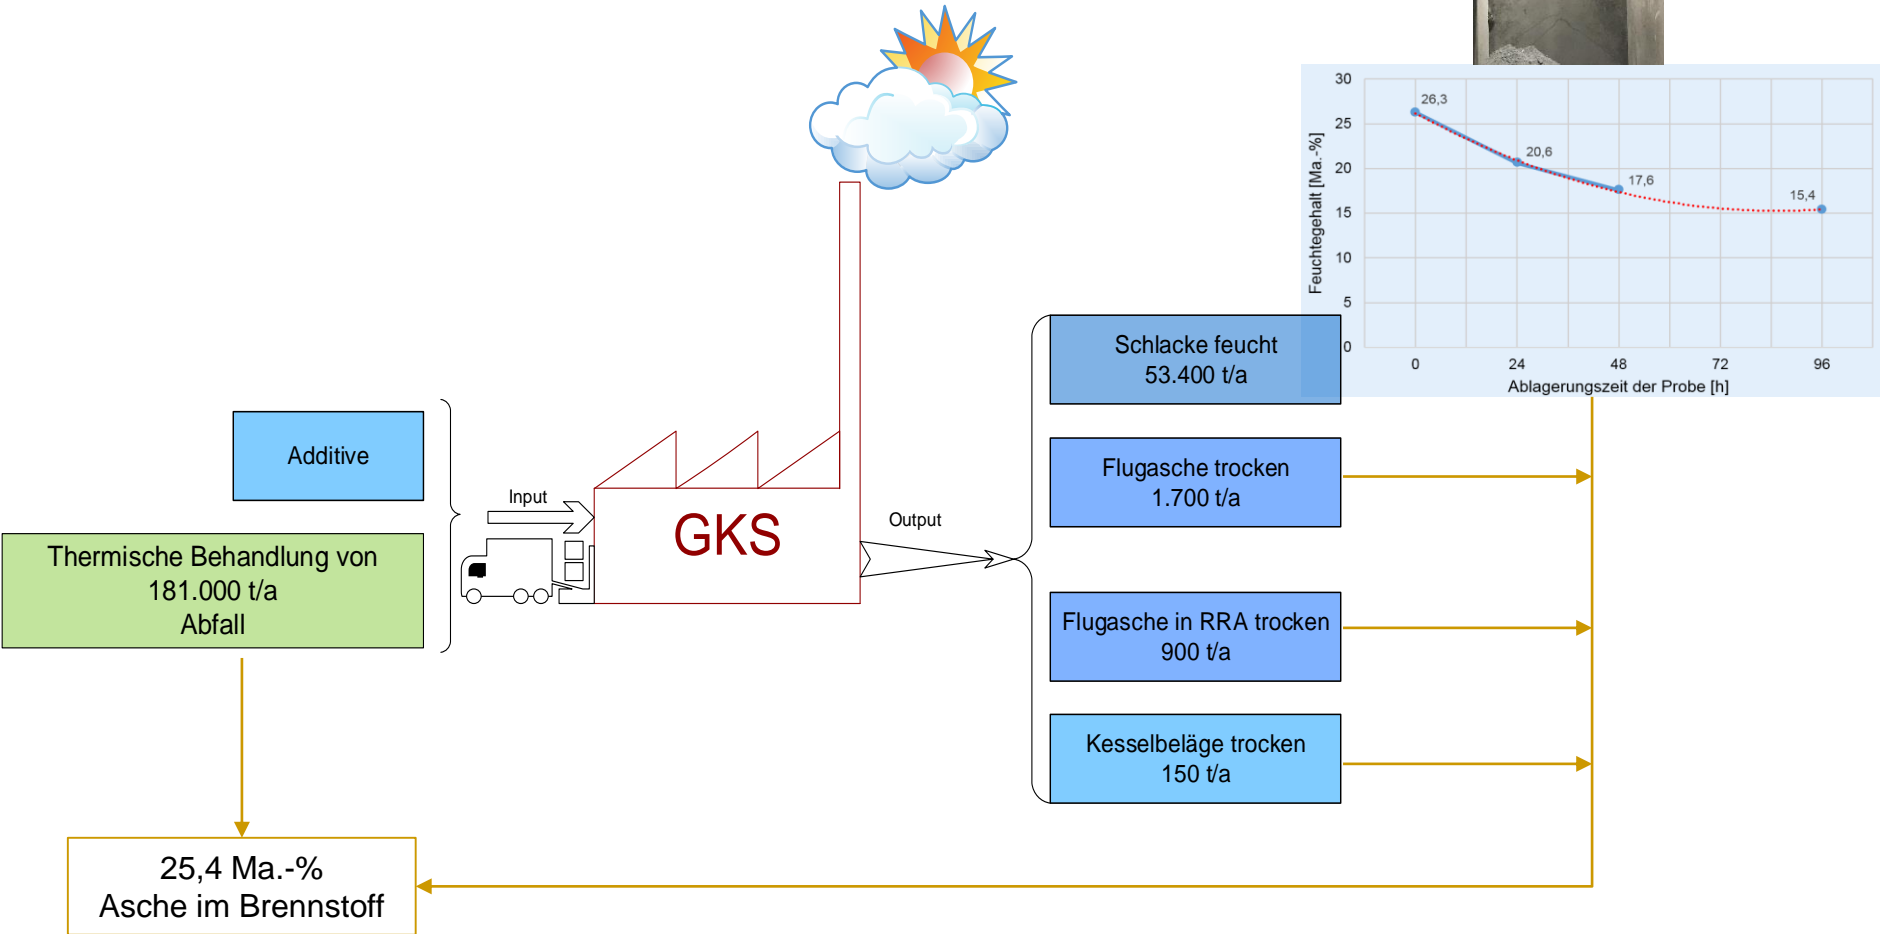 30
25
20
15
10
5
0
Feuchtegehalt [Ma.-%]
26,3
20,6
17,6
15,4
0 24 48 72 96
Ablagerungszeit der Probe [h]
Schlacke feucht
53.400 t/a
Additive
Flugasche trocken
1.700 t/a
Input
GKS
Output
Thermische Behandlung von
181.000 t/a
Abfall
Flugasche in RRA trocken
900 t/a
Kesselbeläge trocken
150 t/a
25,4 Ma.-%
Asche im Brennstoff